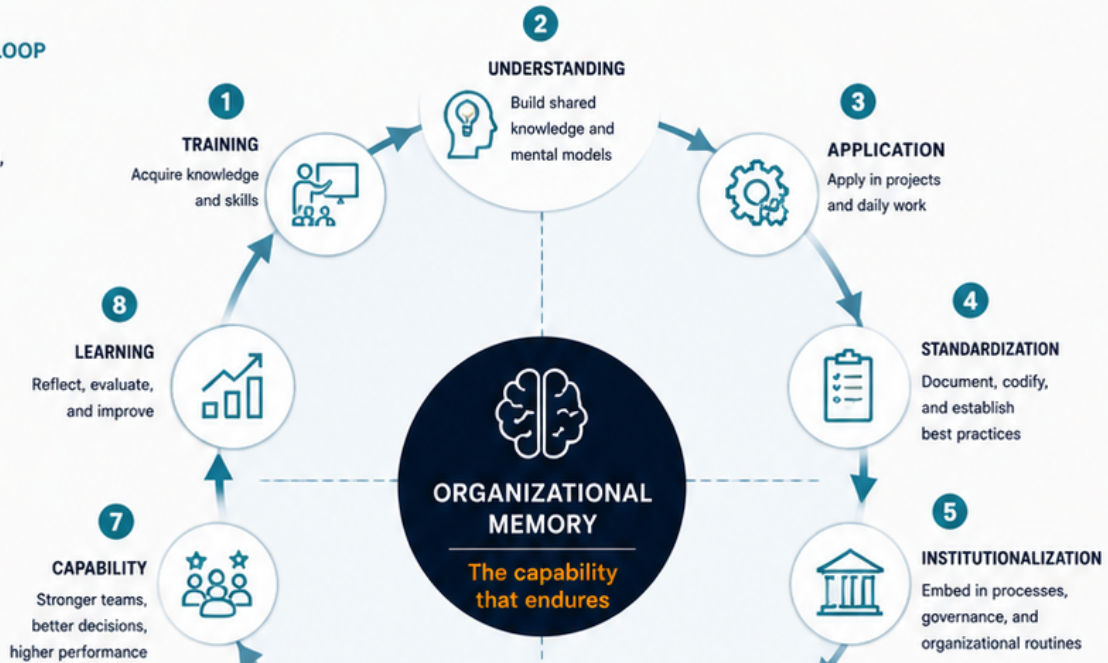 LOOP
,
2
UNDERSTANDING
Build shared
knowledge and
mental models
1
TRAINING
Acquire knowledge
and skills
3
APPLICATION
Apply in projects
and daily work
8
LEARNING
Reflect, evaluate,
and improve
4
STANDARDIZATION
Document, codify,
and establish
best practices
ORGANIZATIONAL
MEMORY
The capability
that endures
7
CAPABILITY
Stronger teams,
better decisions,
higher performance
5
INSTITUTIONALIZATION
Embed in processes,
governance, and
organizational routines